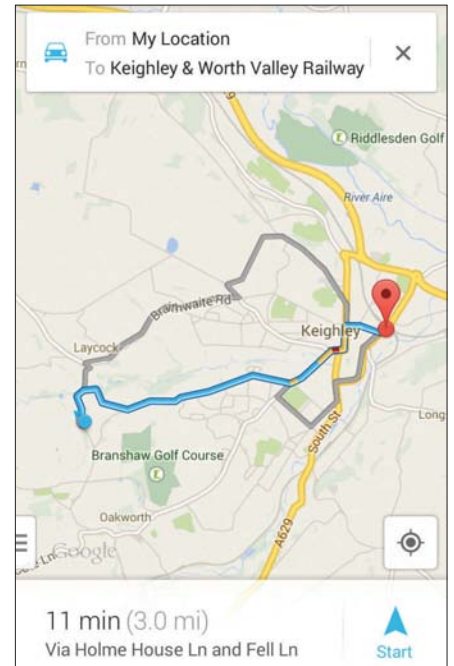 From My Location
To Keighley & Worth Valley Railway
Riddlesden Golf
River Aire
Braithwaite Rd
Keighley
Laycock
South St
Long
Branshaw Golf Course
Oakworth
A629
Google
11 min (3.0 mi)
Via Holme House Ln and Fell Ln
Start